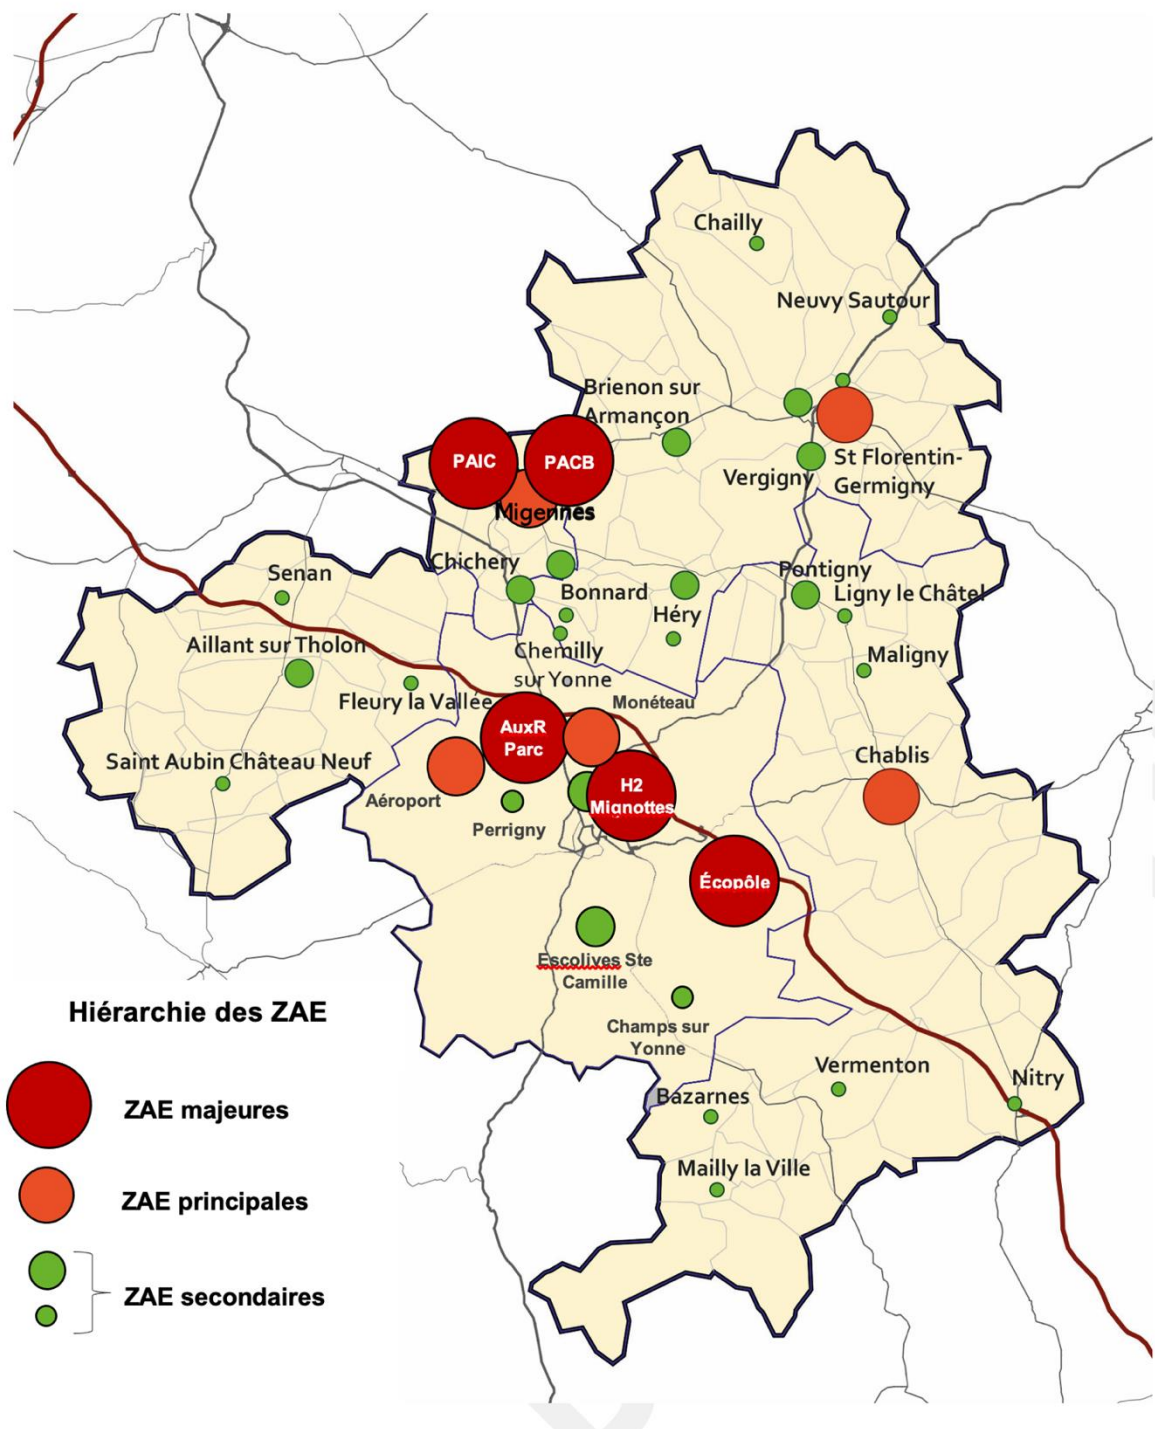 Chailly
Neuvy Sautour
Brienon sur
Armançon
PAIC
PACB
Vergigny
St Florentin-
Germigny
Migennes
Chichery
Senan
Bonnard
Pontigny
Ligny le Châtel
Héry
Aillant sur Tholon
Chemilly
sur Yonne
Maligny
Fleury la Vallée
Monéteau
AuxR
Parc
Saint Aubin Château Neuf
Chablis
H2
Mignottes
Aéroport
Perrigny
Écopôle
Escolives Ste
Camille
Champs sur
Yonne
Vermenton
Nitry
Bazarnes
Mailly la Ville
Hiérarchie des ZAE
ZAE majeures
ZAE principales
ZAE secondaires